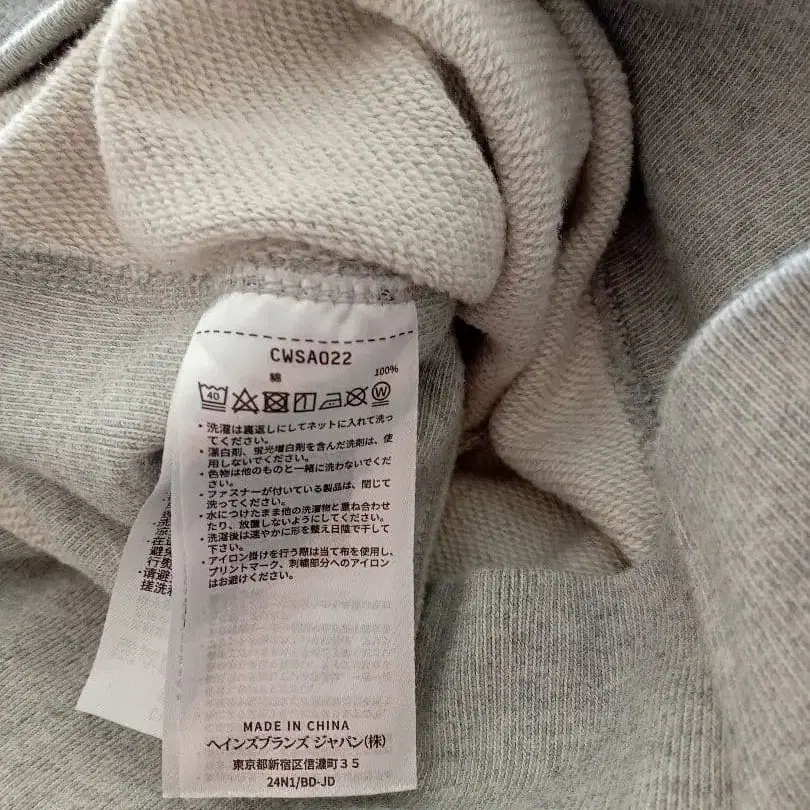 CWSA022
綿 100%
40
W
・洗濯は裏返しにしてネットに入れて洗っ
てください。
・漂白剤、蛍光増白剤を含んだ洗剤は、使
用しないでください。
・色物は他のものと一緒に洗わないでくだ
さい。
・ファスナーが付いている製品は、閉じて
洗ってください。
・水につけたまま他の洗濯物と重ね合わせ
たり、放置しないようにしてください。
・洗濯後は速やかに形を整え日陰で干して
下さい。
・アイロン掛けを行う際は当て布を使用し、
プリントマーク、刺繍部分へのアイロン
はお避けください。
MADE IN CHINA
ヘインズブランズ ジャパン(株)
東京都新宿区信濃町35
24N1/BD-JD